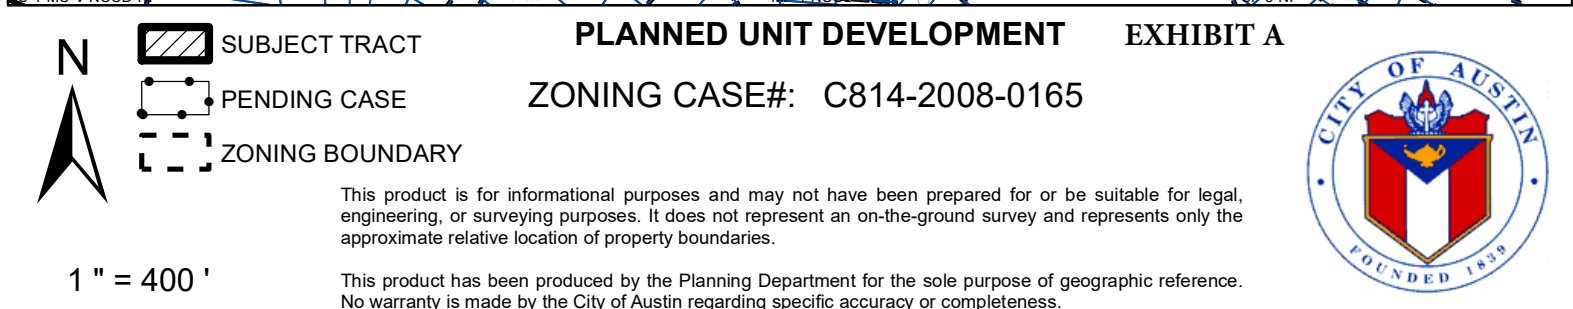 PLANNED UNIT DEVELOPMENT EXHIBIT A
N
SUBJECT TRACT
PENDING CASE
ZONING CASE#: C814-2008-0165
ZONING BOUNDARY
This product is for informational purposes and may not have been prepared for or be suitable for legal,
engineering, or surveying purposes. It does not represent an on-the-ground survey and represents only the
approximate relative location of property boundaries.
1 " = 400 '
This product has been produced by the Planning Department for the sole purpose of geographic reference.
No warranty is made by the City of Austin regarding specific accuracy or completeness.
CITY OF AUSTIN
FOUNDED 1839